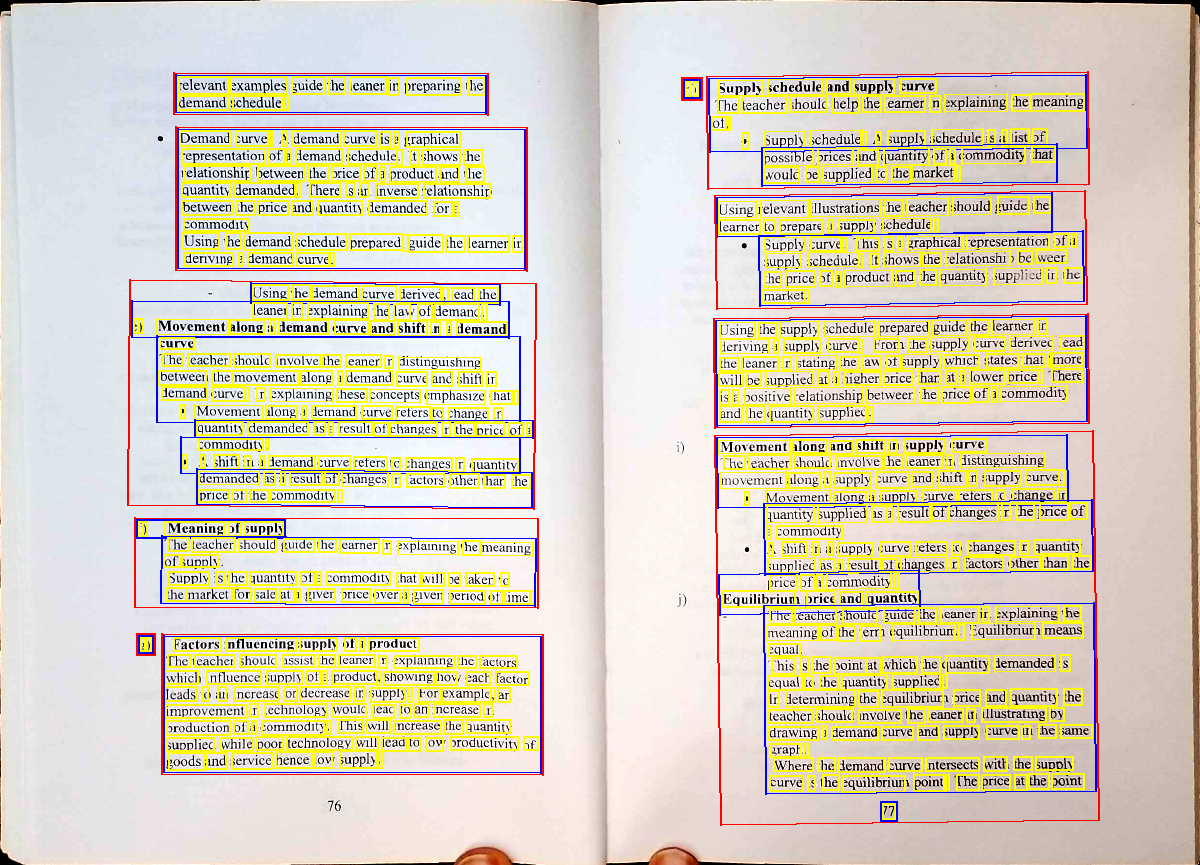 relevant examples guide the leaner in preparing the
demand schedule
• Demand curve. A demand curve is a graphical
representation of a demand schedule. It shows the
relationship between the price of a product and the
quantity demanded. There is an inverse relationship
between the price and quantity demanded for a
commodity
Using the demand schedule prepared guide the learner in
deriving a demand curve.
- Using the demand curve derived, lead the
leaner in explaining the law of demand.
e) Movement along a demand curve and shift in a demand
curve
The teacher should involve the leaner in distinguishing
between the movement along a demand curve and shift in
demand curve. In explaining these concepts emphasize that
• Movement along a demand curve refers to change in
quantity demanded as a result of changes in the price of a
commodity.
• A shift in a demand curve refers to changes in quantity
demanded as a result of changes in factors other than the
price of the commodity
f) Meaning of supply
The teacher should guide the learner in explaining the meaning
of supply.
Supply is the quantity of a commodity that will be taken to
the market for sale at a given price over a given period of time
g) Factors influencing supply of a product
The teacher should assist the leaner in explaining the factors
which influence supply of a product, showing how each factor
leads to an increase or decrease in supply. For example, an
improvement in technology would lead to an increase in
production of a commodity. This will increase the quantity
supplied while poor technology will lead to low productivity of
goods and service hence low supply.
76
Supply schedule and supply curve
The teacher should help the learner in explaining the meaning
of,
• Supply schedule. A supply schedule is a list of
possible prices and quantity of a commodity that
would be supplied to the market
Using relevant illustrations the teacher should guide the
learner to prepare a supply schedule
• Supply curve. This is a graphical representation of a
supply schedule. It shows the relationship between
the price of a product and the quantity supplied in the
market.
Using the supply schedule prepared guide the learner in
deriving a supply curve. From the supply curve derived lead
the leaner in stating the law of supply which states that 'more
will be supplied at a higher price than at a lower price. There
is a positive relationship between the price of a commodity
and the quantity supplied.
i) Movement along and shift in supply curve
The teacher should involve the leaner in distinguishing
movement along a supply curve and shift in supply curve.
• Movement along a supply curve refers to change in
quantity supplied as a result of changes in the price of
a commodity
• A shift in a supply curve refers to changes in quantity
supplied as a result of changes in factors other than the
price of a commodity
j) Equilibrium price and quantity
- The teacher should guide the leaner in explaining the
meaning of the term equilibrium. Equilibrium means
equal.
This is the point at which the quantity demanded is
equal to the quantity supplied.
In determining the equilibrium price and quantity the
teacher should involve the leaner in illustrating by
drawing a demand curve and supply curve in the same
graph.
Where the demand curve intersects with the supply
curve is the equilibrium point. The price at the point
77